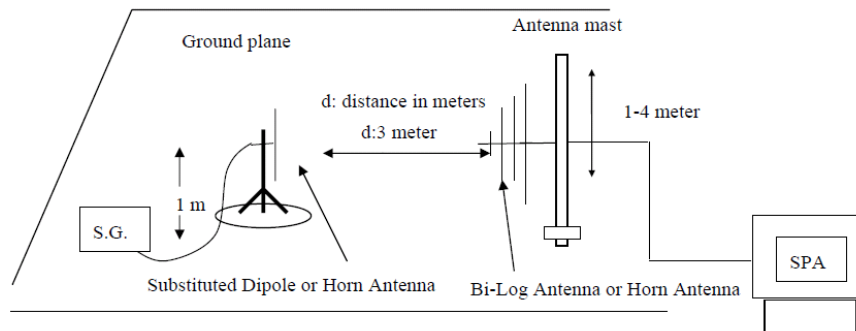 Ground plane
Antenna mast
d: distance in meters
d:3 meter
1-4 meter
1 m
S.G.
SPA
Substituted Dipole or Horn Antenna
Bi-Log Antenna or Horn Antenna